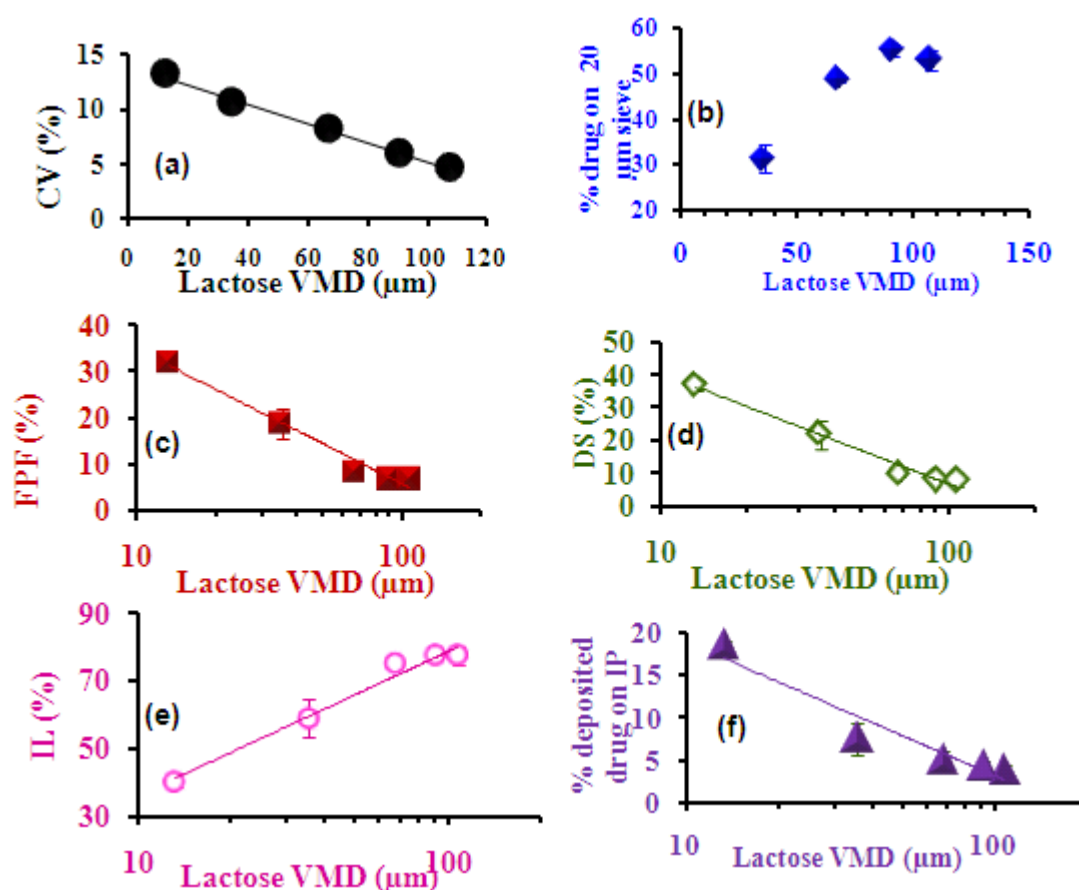 15
10
5
0
CV (%)
(a)
0 20 40 60 80 100 120
Lactose VMD (µm)
60
50
40
30
20
% drug on 20
µm sieve
(b)
0 50 100 150
Lactose VMD (µm)
40
30
20
10
0
FPF (%)
(c)
10 100
Lactose VMD (µm)
50
40
30
20
10
0
DS (%)
(d)
10 100
Lactose VMD (µm)
90
70
50
30
IL (%)
(e)
10 100
Lactose VMD (µm)
20
15
10
5
0
% deposited
drug on IP
(f)
10 100
Lactose VMD (µm)